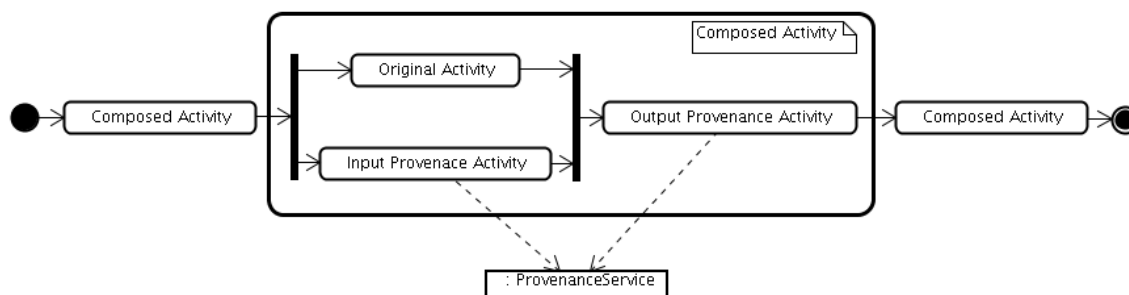 Composed Activity
Original Activity
Composed Activity
Output Provenance Activity
Composed Activity
Input Provenace Activity
: ProvenanceService